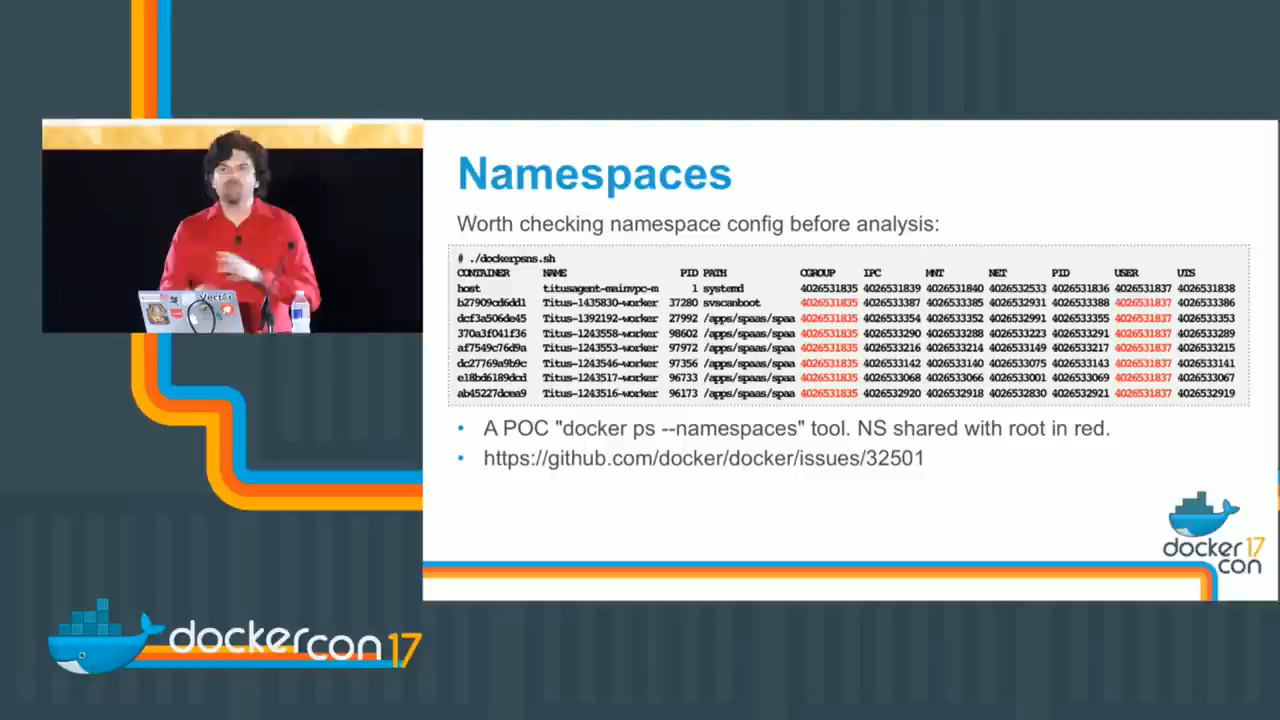 Namespaces
Worth checking namespace config before analysis:
# ./dockerpsns.sh
CONTAINER NAME PID PATH CGROUP IPC MNT NET PID USER UTS
host titusagent-mainvpc-m 1 systemd 4026531835 4026531839 4026531840 4026532533 4026531836 4026531837 4026531838
b27909cd6dd1 Titus-1435830-worker 37280 svscanboot 4026531835 4026533387 4026533385 4026532931 4026533388 4026531837 4026533386
dcf3a506de45 Titus-1392192-worker 27992 /apps/spaas/spaa 4026531835 4026533354 4026533352 4026532991 4026533355 4026531837 4026533353
370a3f041f36 Titus-1243558-worker 98602 /apps/spaas/spaa 4026531835 4026533290 4026533288 4026533223 4026533291 4026531837 4026533289
af7549c76d9a Titus-1243553-worker 97972 /apps/spaas/spaa 4026531835 4026533216 4026533214 4026533149 4026533217 4026531837 4026533215
dc27769a9b9c Titus-1243546-worker 97356 /apps/spaas/spaa 4026531835 4026533142 4026533140 4026533075 4026533143 4026531837 4026533141
e18bd6189dcd Titus-1243517-worker 96733 /apps/spaas/spaa 4026531835 4026533068 4026533066 4026533001 4026533069 4026531837 4026533067
ab45227dcea9 Titus-1243516-worker 96173 /apps/spaas/spaa 4026531835 4026532920 4026532918 4026532830 4026532921 4026531837 4026532919
• A POC "docker ps --namespaces" tool. NS shared with root in red.
• https://github.com/docker/docker/issues/32501
Vector
docker 17
con
dockercon 17